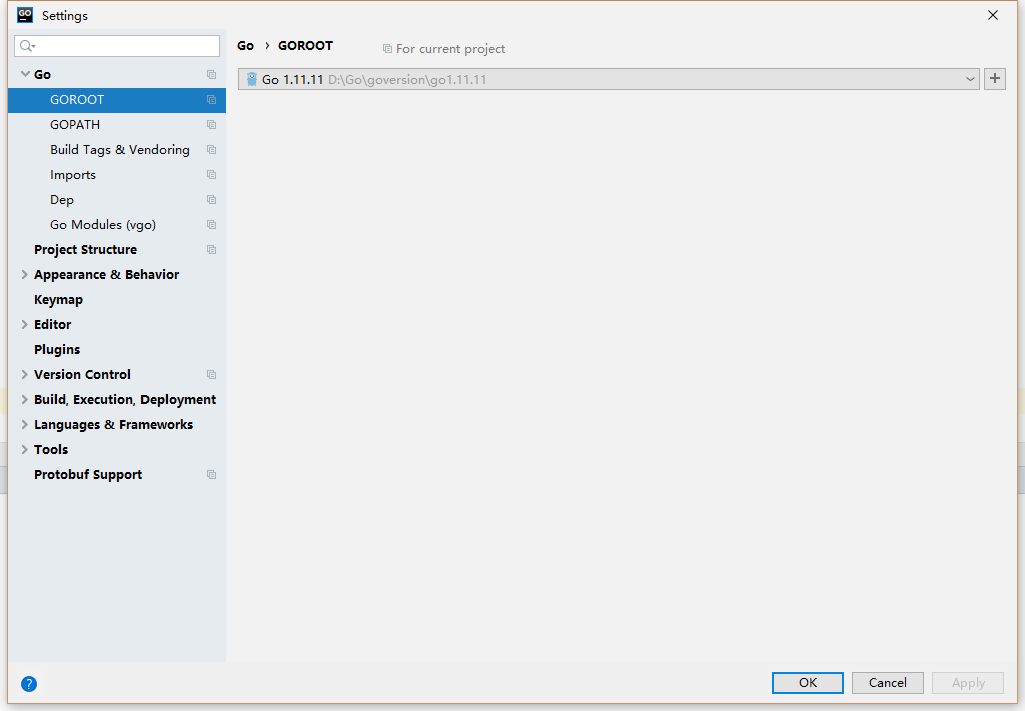 GO
Settings
Go › GOROOT For current project
Go 1.11.11 D:\Go\goversion\go1.11.11
Go
GOROOT
GOPATH
Build Tags & Vendoring
Imports
Dep
Go Modules (vgo)
Project Structure
Appearance & Behavior
Keymap
Editor
Plugins
Version Control
Build, Execution, Deployment
Languages & Frameworks
Tools
Protobuf Support
? OK Cancel Apply